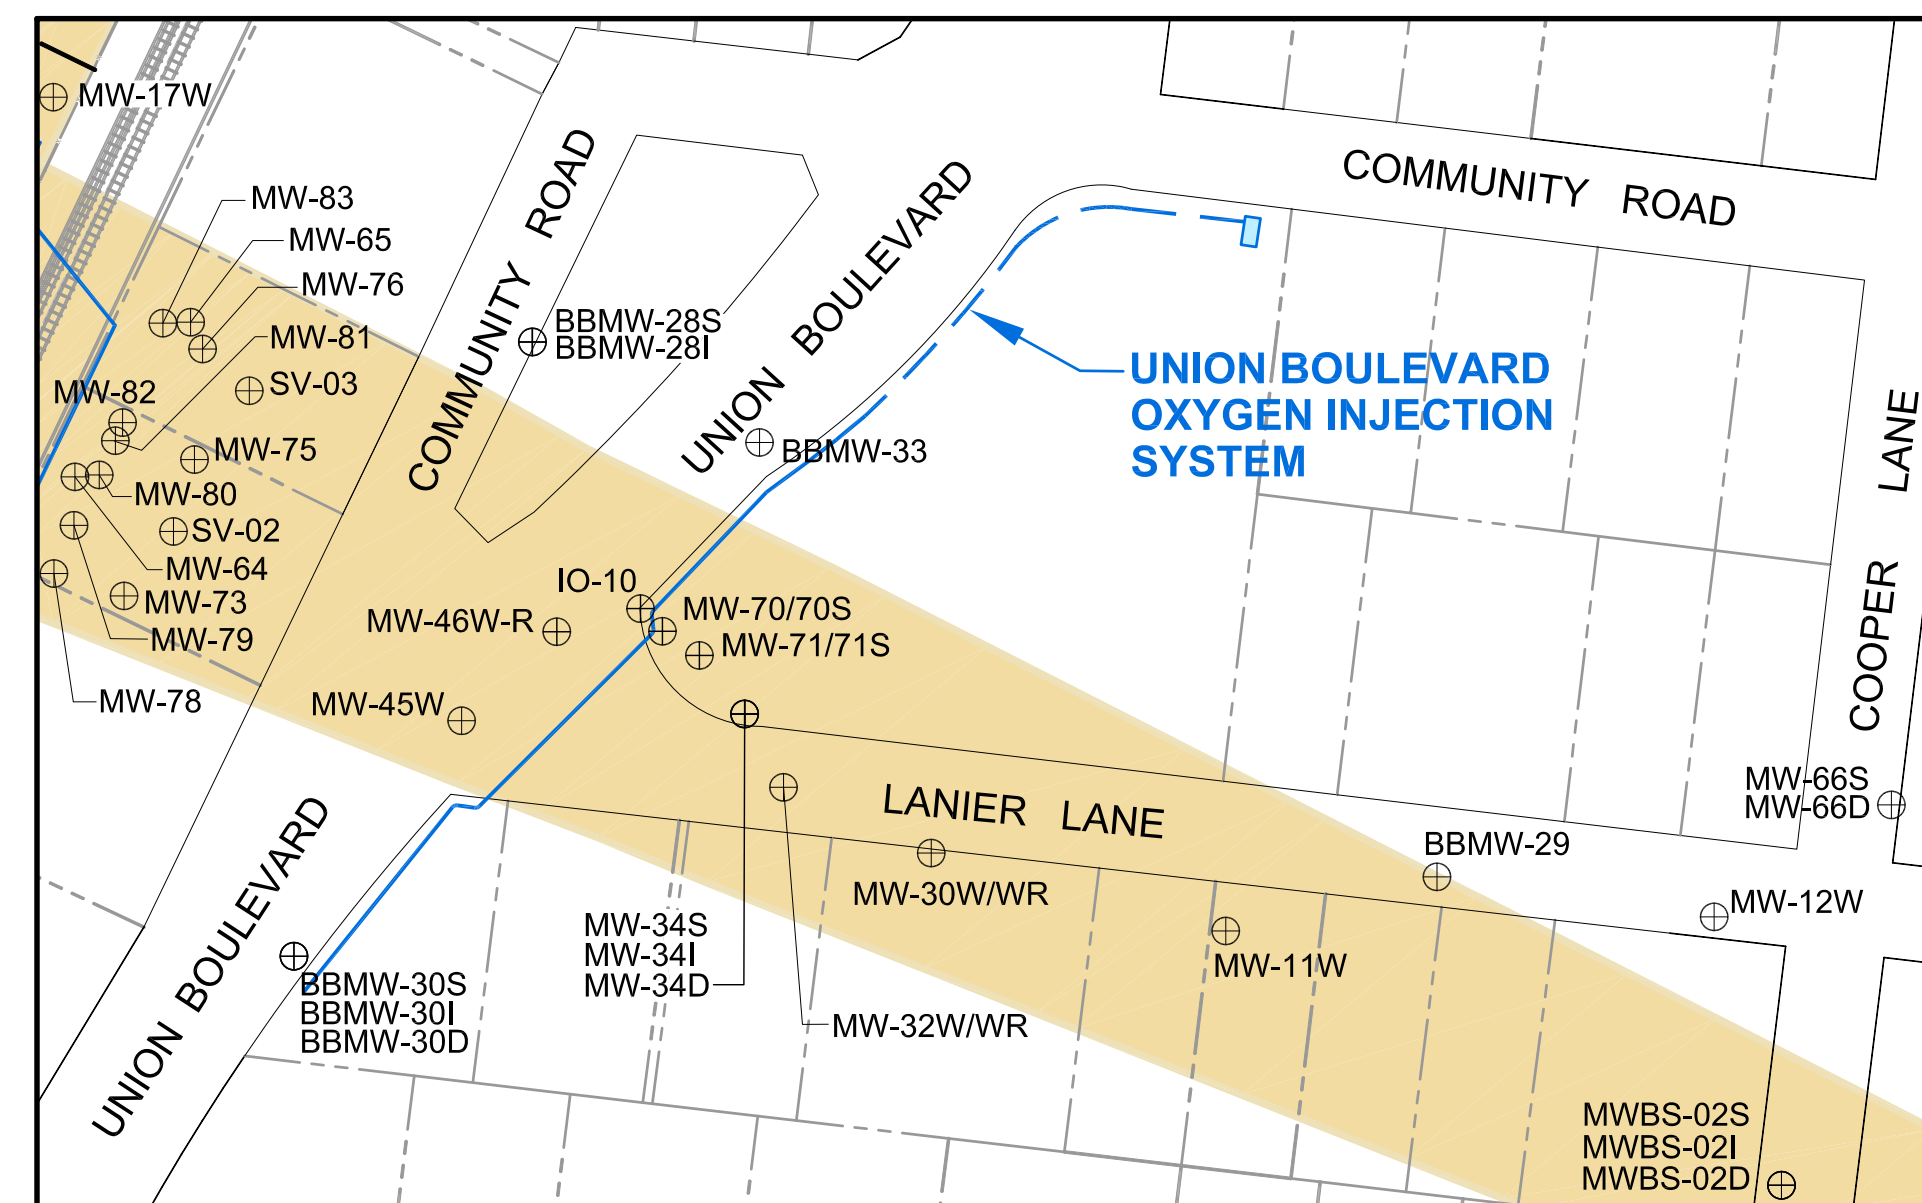 MW-17W
COMMUNITY ROAD
MW-83
MW-65
MW-76
MW-81
SV-03
MW-82
MW-75
MW-80
SV-02
MW-64
MW-73
MW-79
MW-78
COMMUNITY ROAD
BBMW-28S
BBMW-28I
UNION BOULEVARD
BBMW-33
UNION BOULEVARD
OXYGEN INJECTION
SYSTEM
COOPER LANE
IO-10
MW-46W-R
MW-70/70S
MW-71/71S
MW-45W
LANIER LANE
MW-66S
MW-66D
BBMW-29
MW-12W
MW-30W/WR
MW-11W
MW-34S
MW-34I
MW-34D
MW-32W/WR
UNION BOULEVARD
BBMW-30S
BBMW-30I
BBMW-30D
MWBS-02S
MWBS-02I
MWBS-02D